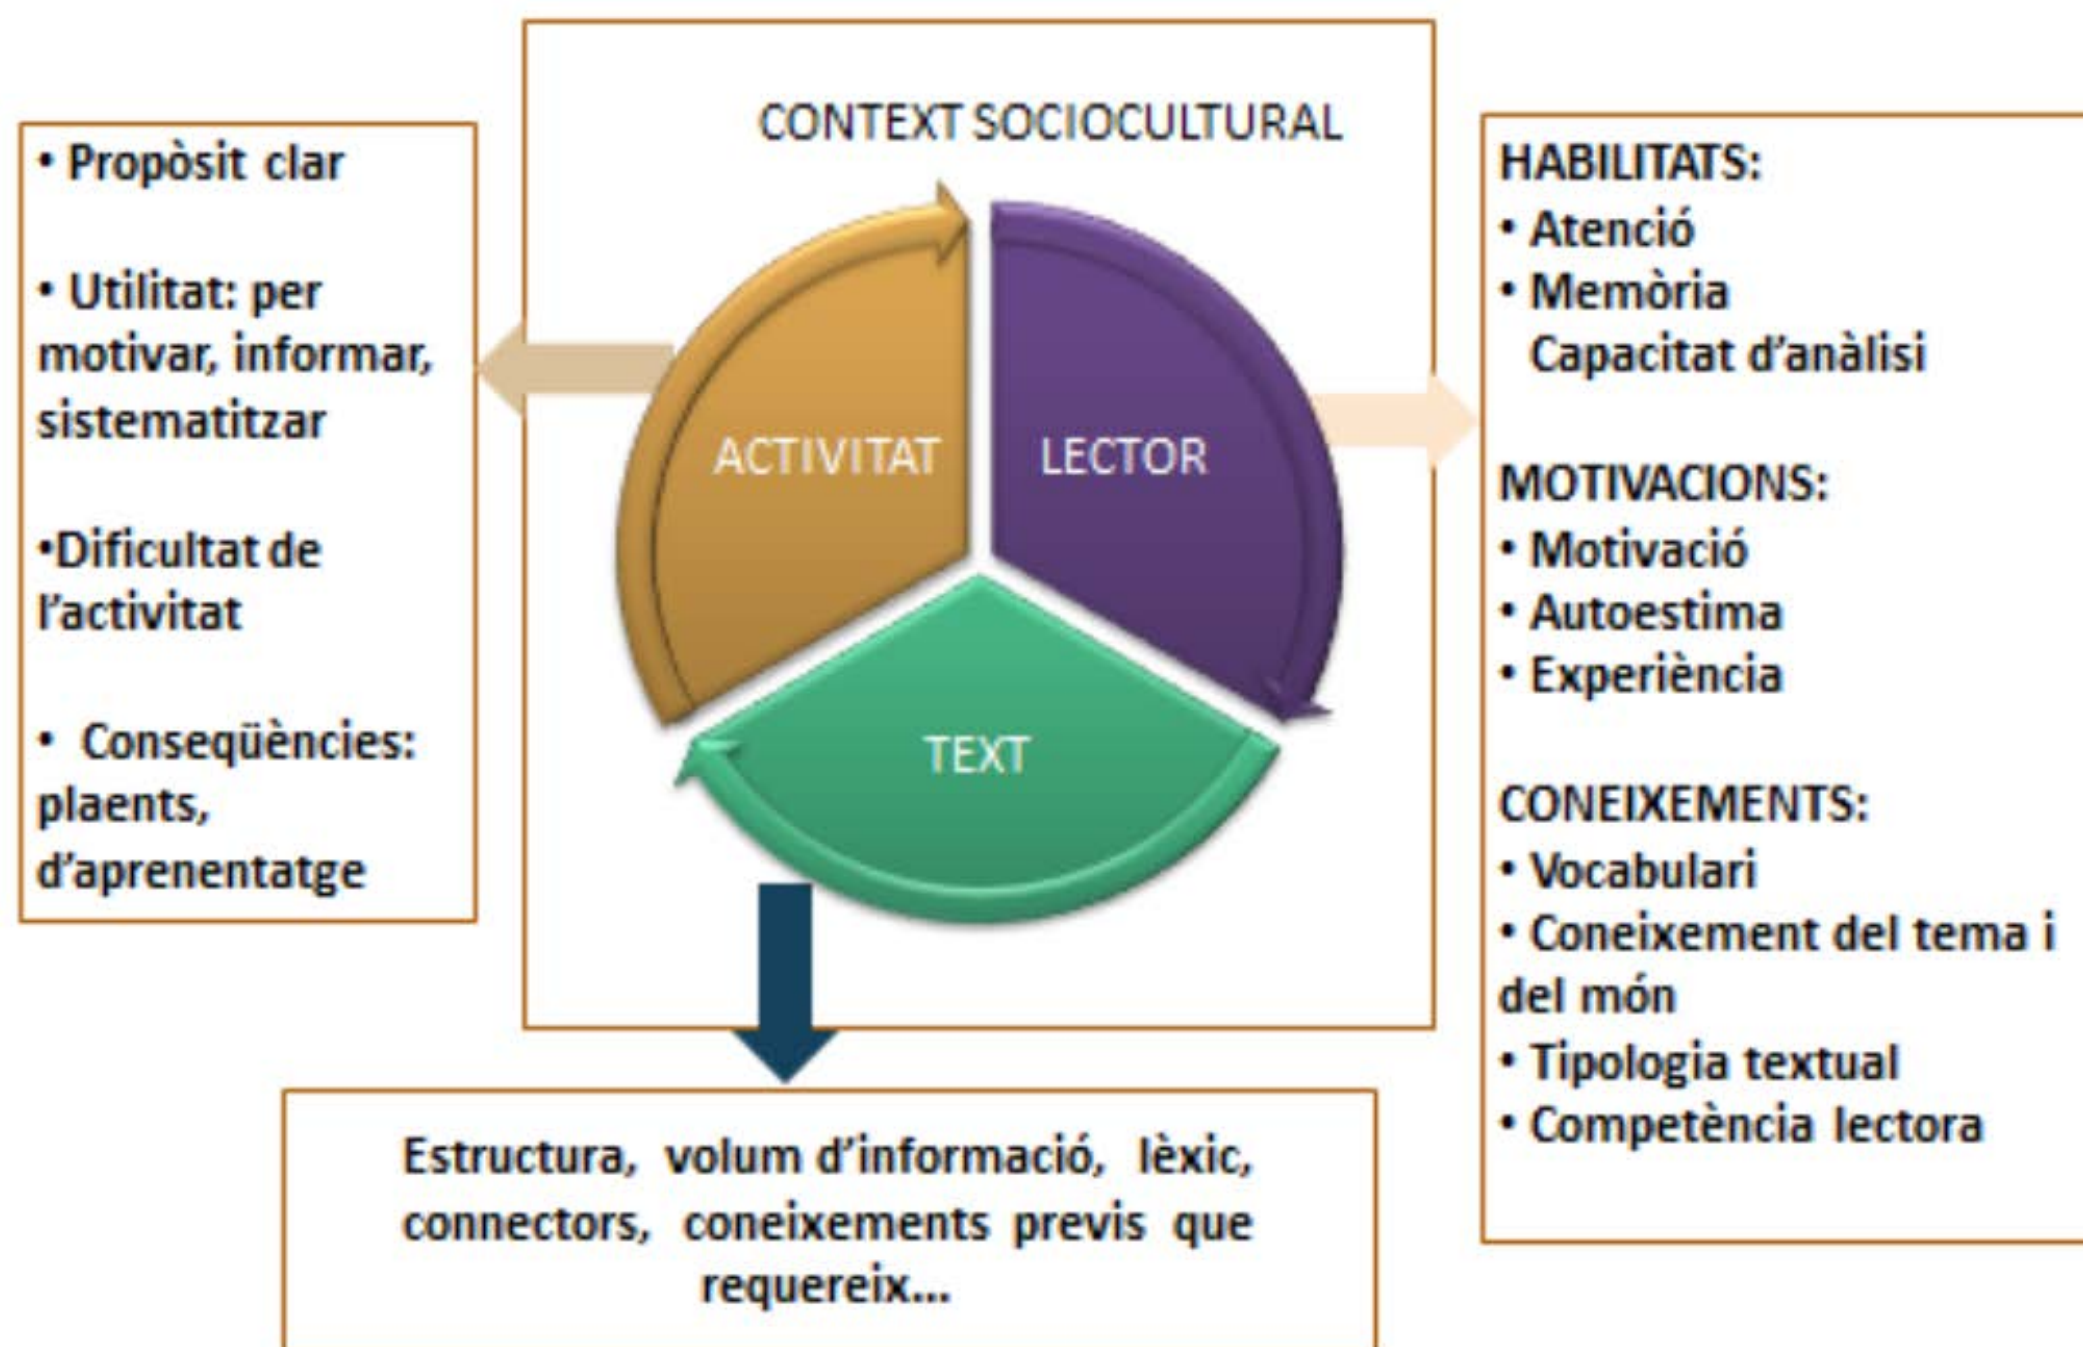 CONTEXT SOCIOCULTURAL
ACTIVITAT
LECTOR
TEXT
• Propòsit clar
• Utilitat: per
motivar, informar,
sistematitzar
•Dificultat de
l’activitat
• Conseqüències:
plaents,
d’aprenentatge
HABILITATS:
• Atenció
• Memòria
Capacitat d’anàlisi
MOTIVACIONS:
• Motivació
• Autoestima
• Experiència
CONEIXEMENTS:
• Vocabulari
• Coneixement del tema i
del món
• Tipologia textual
• Competència lectora
Estructura, volum d’informació, lèxic,
connectors, coneixements previs que
requereix...